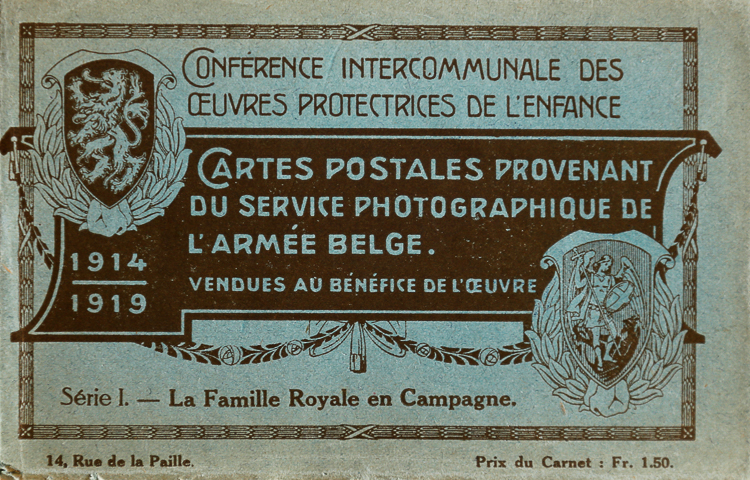 CONFÉRENCE INTERCOMMUNALE DES
ŒUVRES PROTECTRICES DE L'ENFANCE
CARTES POSTALES PROVENANT
DU SERVICE PHOTOGRAPHIQUE DE
L'ARMÉE BELGE.
1914
1919
VENDUES AU BÉNÉFICE DE L'ŒUVRE
Série I. — La Famille Royale en Campagne.
14, Rue de la Paille.
Prix du Carnet : Fr. 1.50.